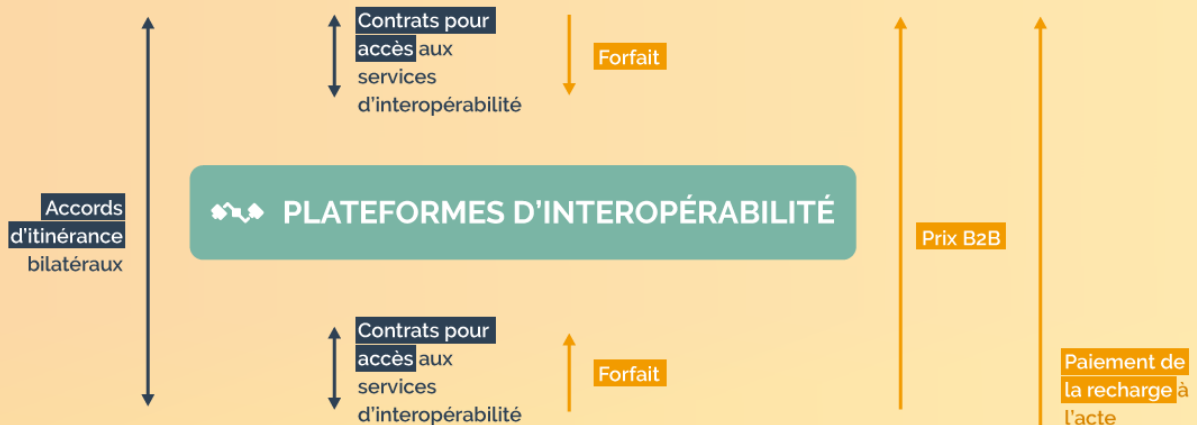 Contrats pour
accès aux
services
d'interopérabilité
Forfait
Accords
d'itinérance
bilatéraux
PLATEFORMES D'INTEROPÉRABILITÉ
Prix B2B
Contrats pour
accès aux
services
d'interopérabilité
Forfait
Paiement de
la recharge à
l'acte